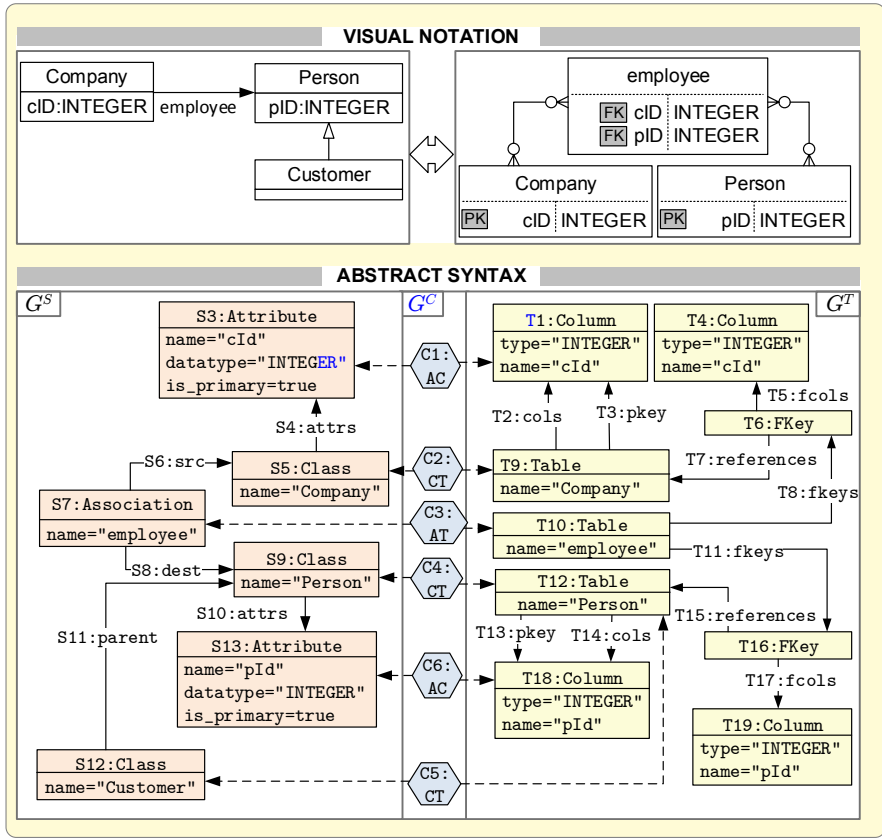 VISUAL NOTATION
Company
cID:INTEGER
employee
Person
pID:INTEGER
Customer
employee
FK cID INTEGER
FK pID INTEGER
Company
PK cID INTEGER
Person
PK pID INTEGER
ABSTRACT SYNTAX
G^S
G^C
G^T
S3:Attribute
name="cId"
datatype="INTEGER"
is_primary=true
S4:attrs
S6:src
S5:Class
name="Company"
S7:Association
name="employee"
S8:dest
S9:Class
name="Person"
S10:attrs
S11:parent
S13:Attribute
name="pId"
datatype="INTEGER"
is_primary=true
S12:Class
name="Customer"
C1:
AC
C2:
CT
C3:
AT
C4:
CT
C6:
AC
C5:
CT
T1:Column
type="INTEGER"
name="cId"
T4:Column
type="INTEGER"
name="cId"
T2:cols
T3:pkey
T5:fcols
T6:FKey
T7:references
T9:Table
name="Company"
T8:fkeys
T10:Table
name="employee"
T11:fkeys
T12:Table
name="Person"
T15:references
T13:pkey
T14:cols
T16:FKey
T17:fcols
T18:Column
type="INTEGER"
name="pId"
T19:Column
type="INTEGER"
name="pId"